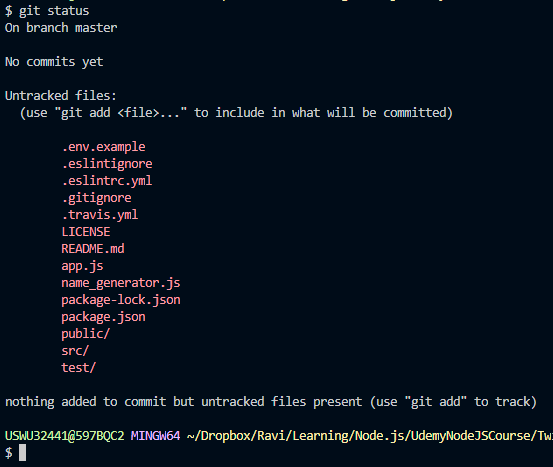 $ git status
On branch master
No commits yet
Untracked files:
(use "git add <file>..." to include in what will be committed)
.env.example
.eslintignore
.eslintrc.yml
.gitignore
.travis.yml
LICENSE
README.md
app.js
name_generator.js
package-lock.json
package.json
public/
src/
test/
nothing added to commit but untracked files present (use "git add" to track)
USWU32441@597BQC2 MINGW64 ~/Dropbox/Ravi/Learning/Node.js/UdemyNodeJSCourse/Tw
$